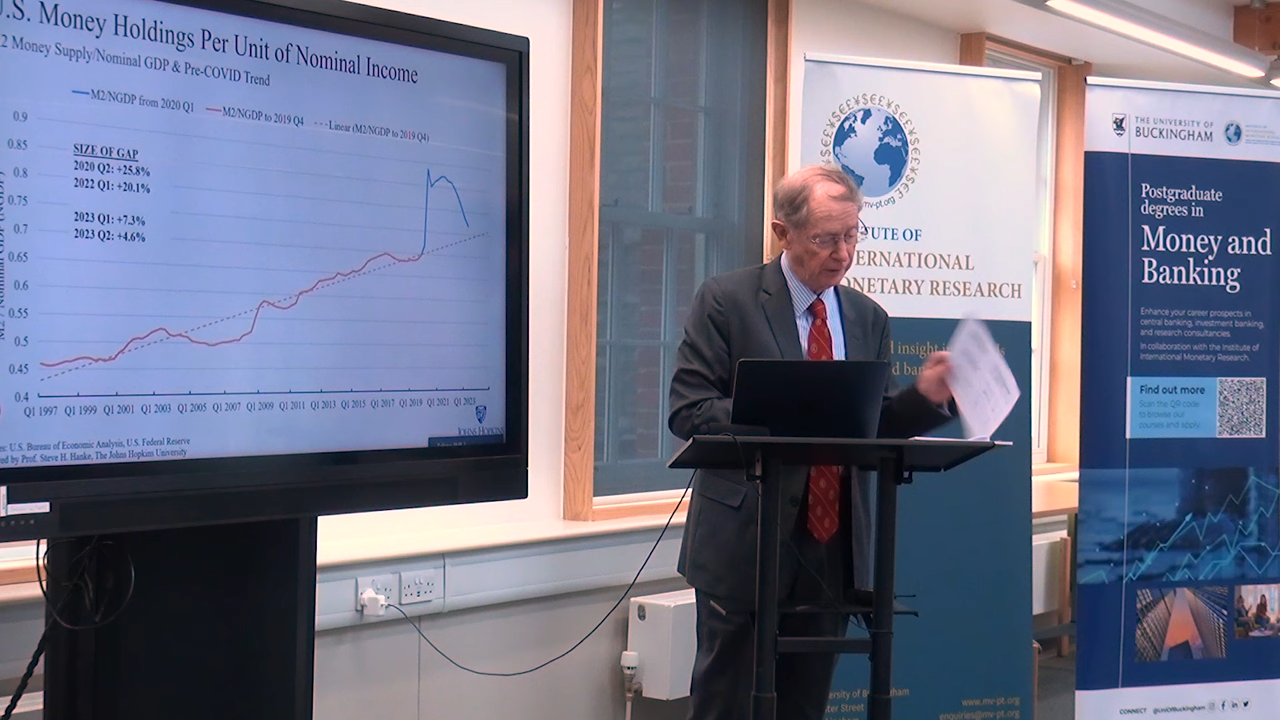 U.S. Money Holdings Per Unit of Nominal Income
2 Money Supply/Nominal GDP & Pre-COVID Trend
M2/NGDP from 2020 Q1 M2/NGDP to 2019 Q4 Linear (M2/NGDP to 2019 Q4)
0.9
0.85
0.8
0.75
0.7
0.65
0.6
0.55
0.5
0.45
0.4
SIZE OF GAP
2020 Q2: +25.8%
2022 Q1: +20.1%
2023 Q1: +7.3%
2023 Q2: +4.6%
Q1 1997 Q1 1999 Q1 2001 Q1 2003 Q1 2005 Q1 2007 Q1 2009 Q1 2011 Q1 2013 Q1 2015 Q1 2017 Q1 2019 Q1 2021 Q1 2023
JOHNS HOPKINS
U.S. Bureau of Economic Analysis, U.S. Federal Reserve
ed by Prof. Steve H. Hanke, The Johns Hopkins University
mv-pt.org
TUTE OF
ERNATIONAL
ONETARY RESEARCH
insight
www.mv-pt.org
enquiries@mv-pt.org
THE UNIVERSITY OF
BUCKINGHAM
Postgraduate
degrees in
Money and
Banking
Enhance your career prospects in
central banking, investment banking,
and research consultancies.
In collaboration with the Institute of
International Monetary Research.
Find out more
Scan the QR code
to browse our
courses and apply.
CONNECT @UniOfBuckingham